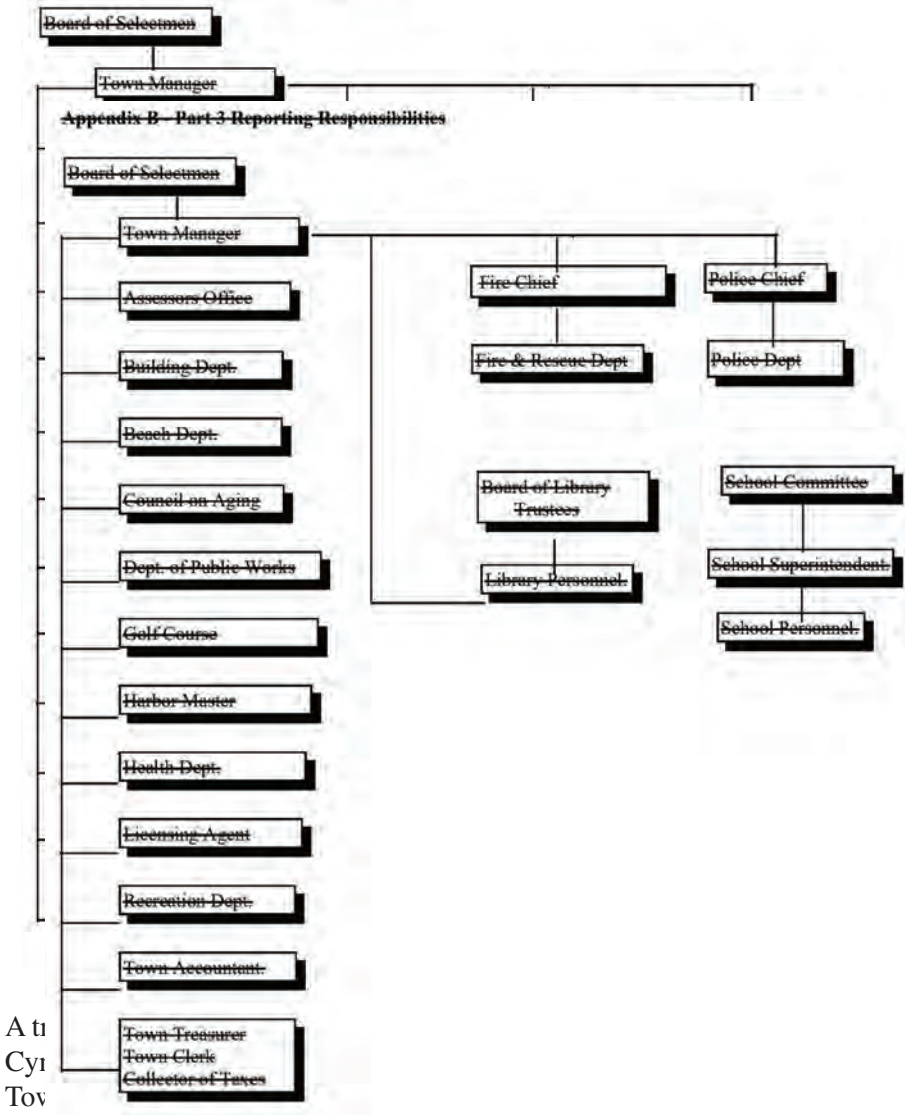 Board of Selectmen
Town Manager
Appendix B - Part 3 Reporting Responsibilities
Board of Selectmen
Town Manager
Assessors Office
Building Dept.
Beach Dept.
Council on Aging
Dept. of Public Works
Golf Course
Harbor Master
Health Dept.
Licensing Agent
Recreation Dept.
Town Accountant.
Town Treasurer
Town Clerk
Collector of Taxes
Fire Chief
Fire & Rescue Dept
Police Chief
Police Dept
Board of Library
Trustees
Library Personnel.
School Committee
School Superintendent.
School Personnel.
A